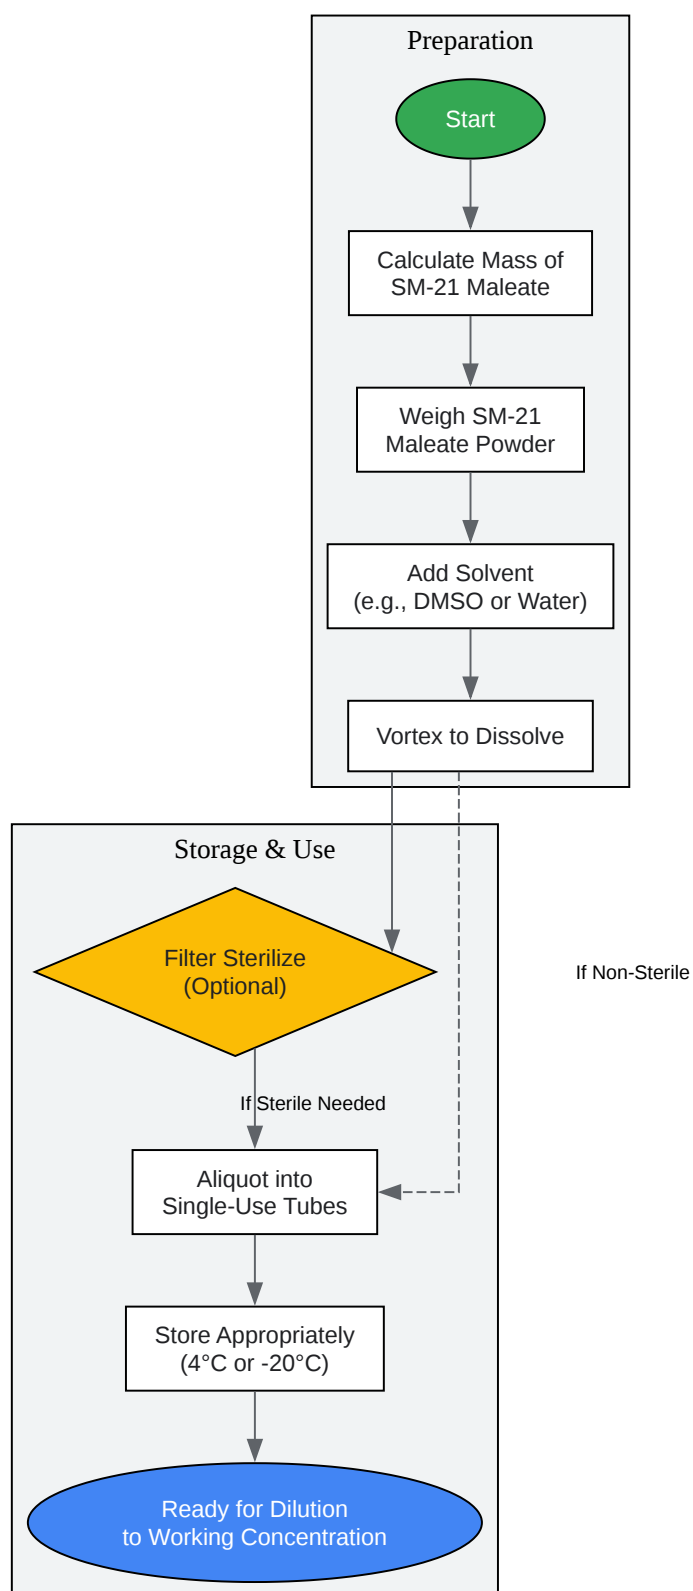 Preparation
Start
Calculate Mass of
SM-21 Maleate
Weigh SM-21
Maleate Powder
Add Solvent
(e.g., DMSO or Water)
Vortex to Dissolve
Storage & Use
Filter Sterilize
(Optional)
If Non-Sterile
If Sterile Needed
Aliquot into
Single-Use Tubes
Store Appropriately
(4°C or -20°C)
Ready for Dilution
to Working Concentration